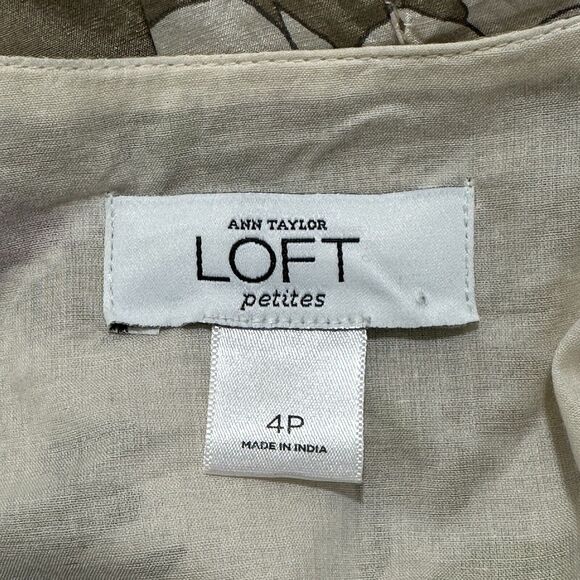 ANN TAYLOR
LOFT
petites
4P
MADE IN INDIA